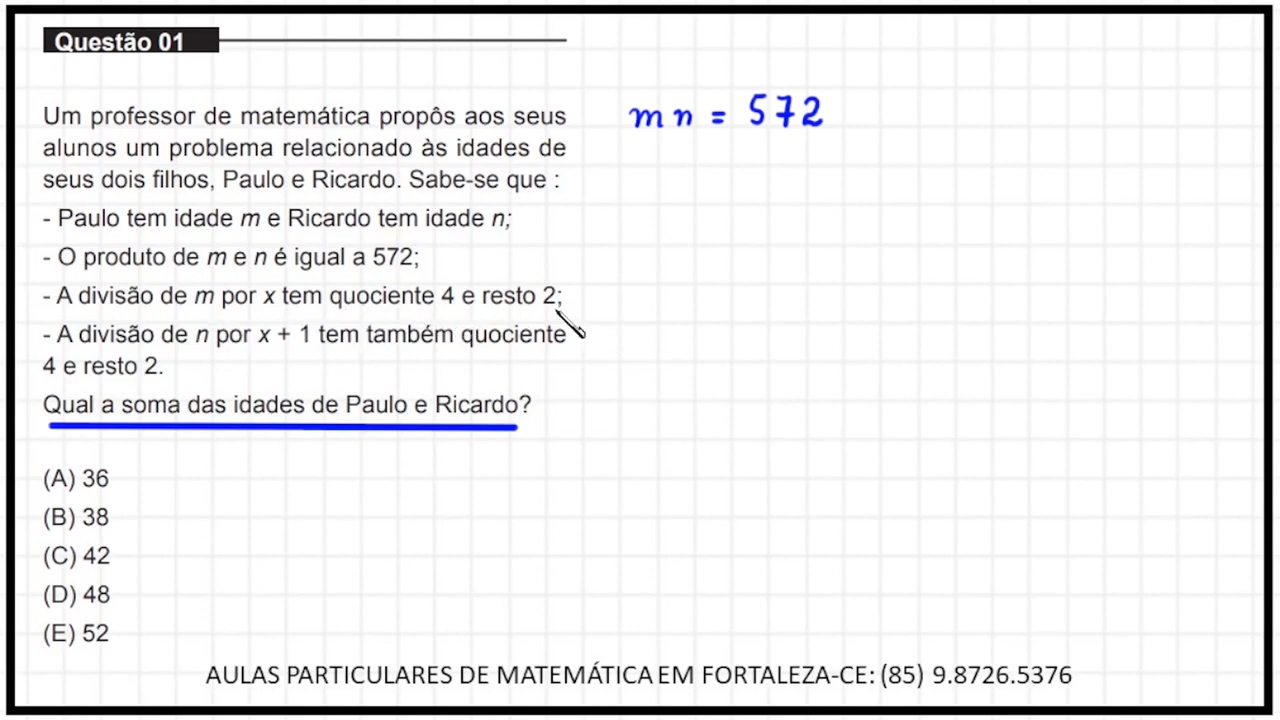 Questão 01
Um professor de matemática propôs aos seus
alunos um problema relacionado às idades de
seus dois filhos, Paulo e Ricardo. Sabe-se que :
- Paulo tem idade m e Ricardo tem idade n;
- O produto de m e n é igual a 572;
- A divisão de m por x tem quociente 4 e resto 2;
- A divisão de n por x + 1 tem também quociente
4 e resto 2.
Qual a soma das idades de Paulo e Ricardo?
(A) 36
(B) 38
(C) 42
(D) 48
(E) 52
m n = 572
AULAS PARTICULARES DE MATEMÁTICA EM FORTALEZA-CE: (85) 9.8726.5376